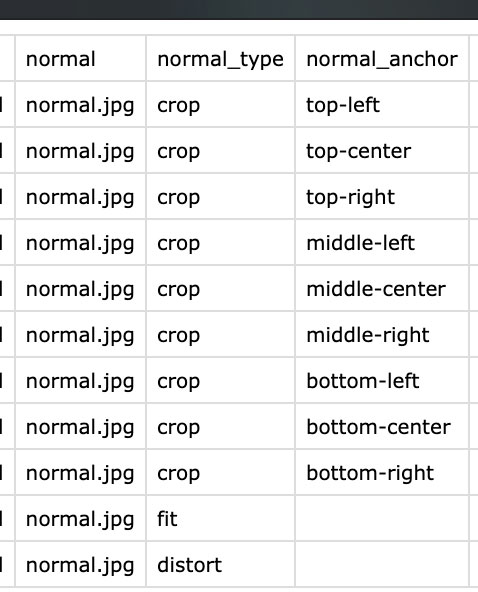 normal normal_type normal_anchor
normal.jpg crop top-left
normal.jpg crop top-center
normal.jpg crop top-right
normal.jpg crop middle-left
normal.jpg crop middle-center
normal.jpg crop middle-right
normal.jpg crop bottom-left
normal.jpg crop bottom-center
normal.jpg crop bottom-right
normal.jpg fit
normal.jpg distort